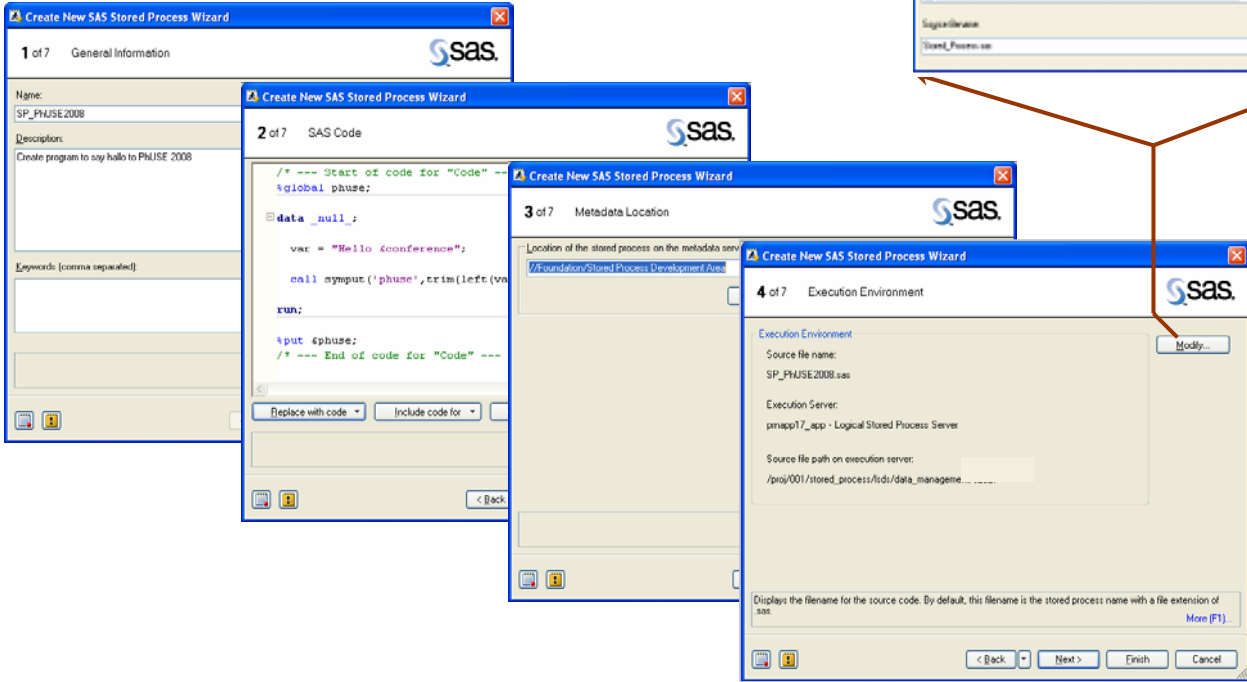 Create New SAS Stored Process Wizard
1 of 7 General Information
sas.
Name:
SP_PhUSE2008
Description:
Create program to say hallo to PhUSE 2008
Keywords (comma separated):
Create New SAS Stored Process Wizard
2 of 7 SAS Code
sas.
/* --- Start of code for "Code" --
%global phuse;
data _null_;
var = "Hello &conference";
call symput('phuse',trim(left(va
run;
%put &phuse;
/* --- End of code for "Code" ---
Replace with code
Include code for
< Back
Create New SAS Stored Process Wizard
3 of 7 Metadata Location
sas.
Location of the stored process on the metadata serv
//Foundation/Stored Process Development Area
Create New SAS Stored Process Wizard
4 of 7 Execution Environment
sas.
Execution Environment
Modify...
Source file name:
SP_PhUSE2008.sas
Execution Server:
pmapp17_app - Logical Stored Process Server
Source file path on execution server:
/proj/001/stored_process/lsds/data_manageme
Displays the filename for the source code. By default, this filename is the stored process name with a file extension of
.sas.
More (F1)...
< Back
Next >
Finish
Cancel
Source filename
Stored_Process.sas